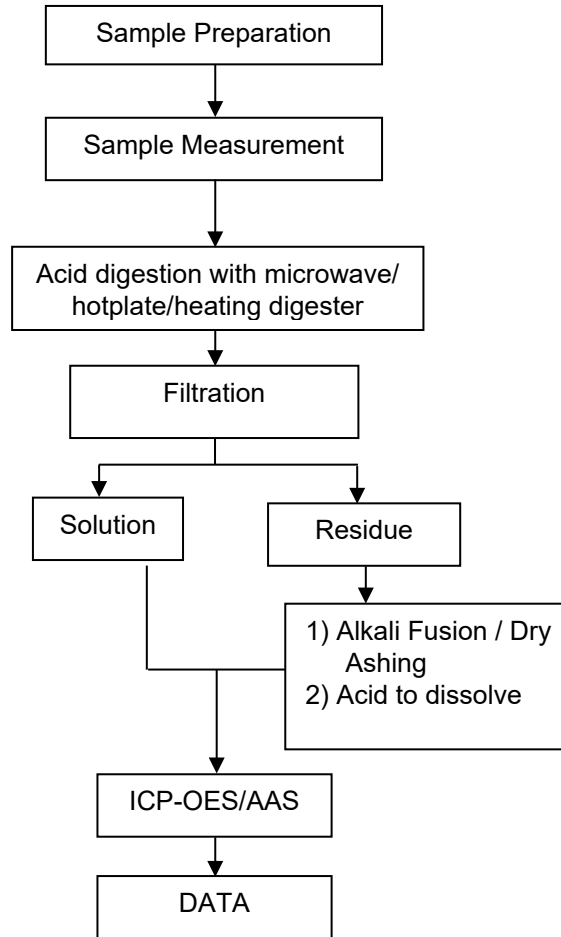 Sample Preparation
Sample Measurement
Acid digestion with microwave/
hotplate/heating digester
Filtration
Solution
Residue
1) Alkali Fusion / Dry
Ashing
2) Acid to dissolve
ICP-OES/AAS
DATA